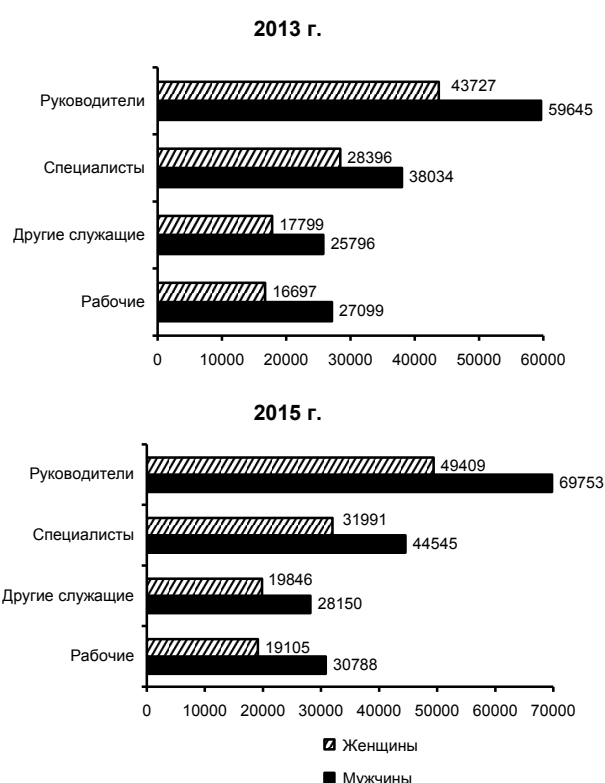 2013 г.
Руководители
43727
59645
Специалисты
28396
38034
Другие служащие
17799
25796
Рабочие
16697
27099
0 10000 20000 30000 40000 50000 60000
2015 г.
Руководители
49409
69753
Специалисты
31991
44545
Другие служащие
19846
28150
Рабочие
19105
30788
0 10000 20000 30000 40000 50000 60000 70000
Женщины
Мужчины